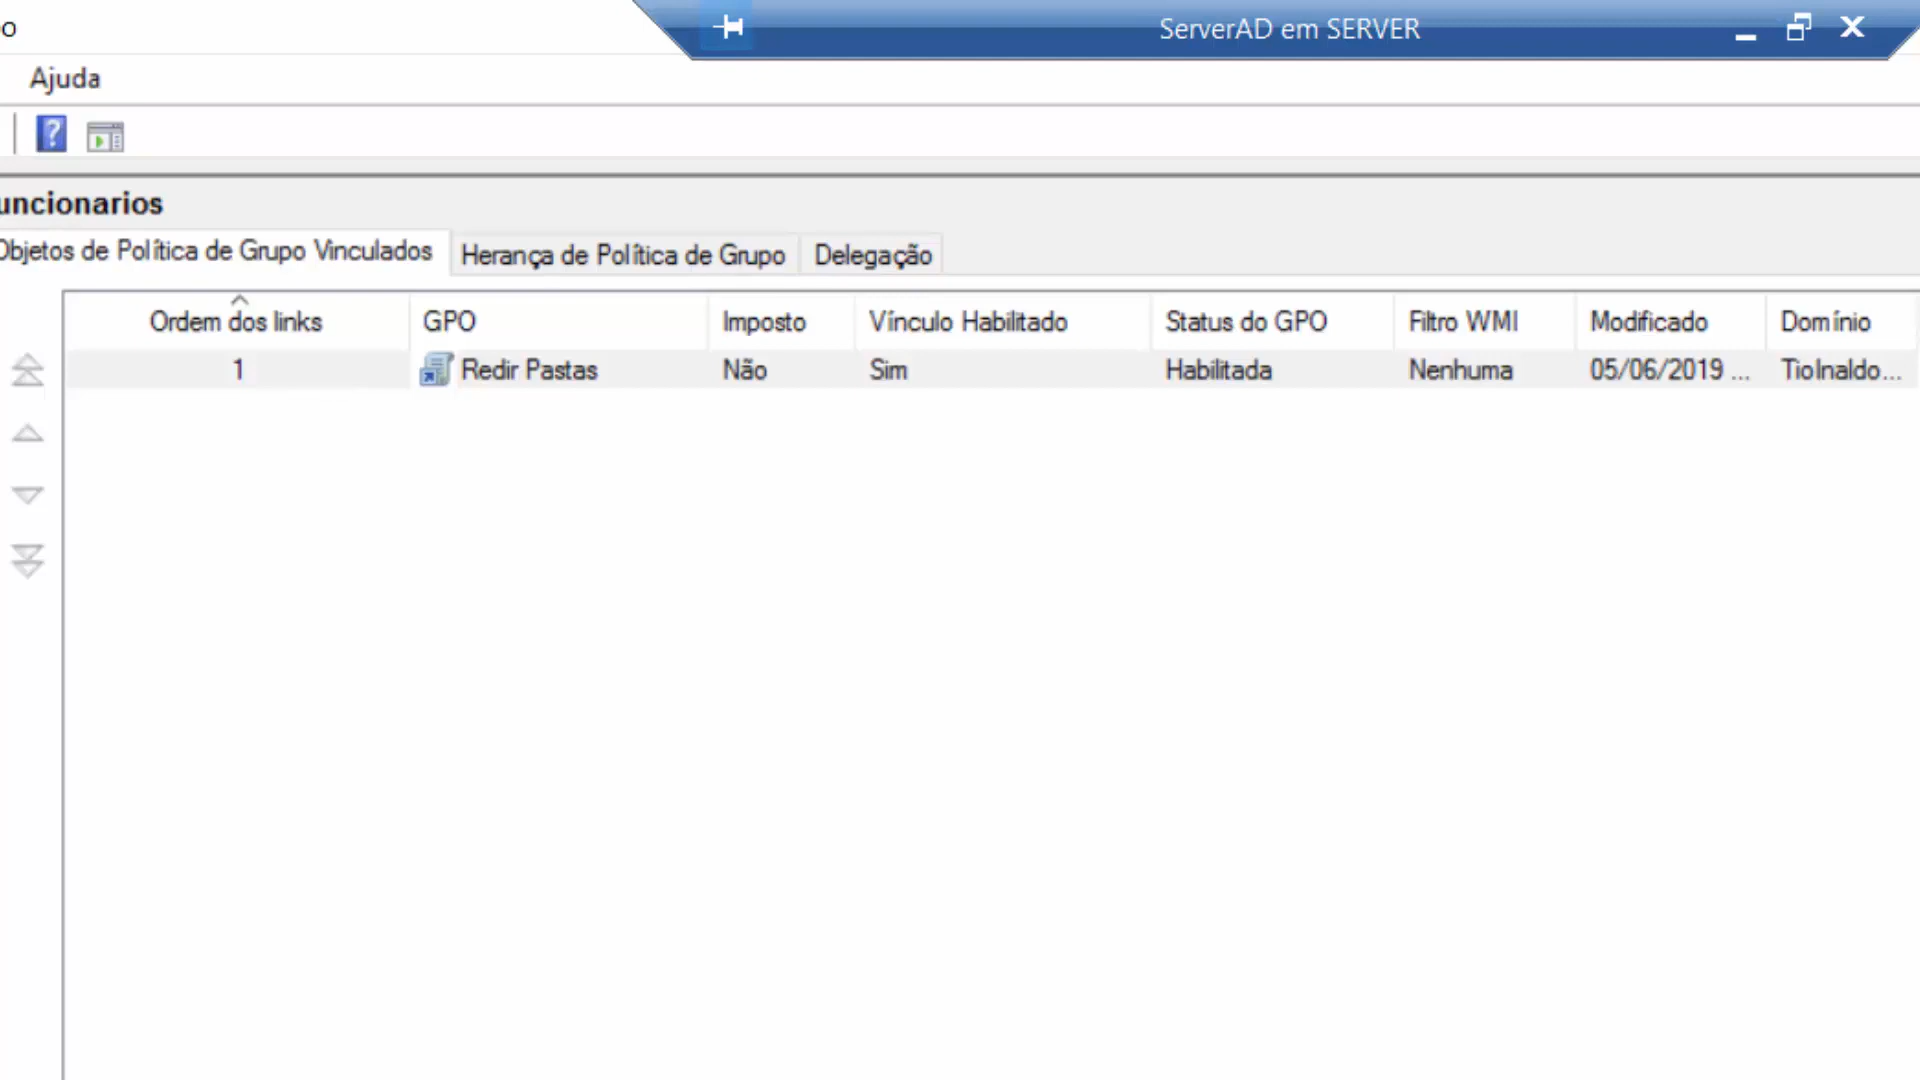 o
ServerAD em SERVER
Ajuda
uncionarios
Objetos de Política de Grupo Vinculados Herança de Política de Grupo Delegação
Ordem dos links GPO Imposto Vínculo Habilitado Status do GPO Filtro WMI Modificado Domínio
1 Redir Pastas Não Sim Habilitada Nenhuma 05/06/2019 ... TioInaldo...